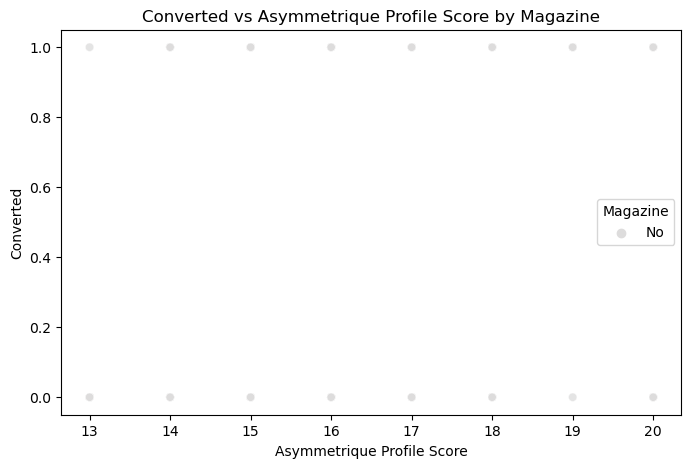 Converted vs Asymmetrique Profile Score by Magazine
1.0
0.8
0.6
0.4
0.2
0.0
Converted
Magazine
No
13 14 15 16 17 18 19 20
Asymmetrique Profile Score